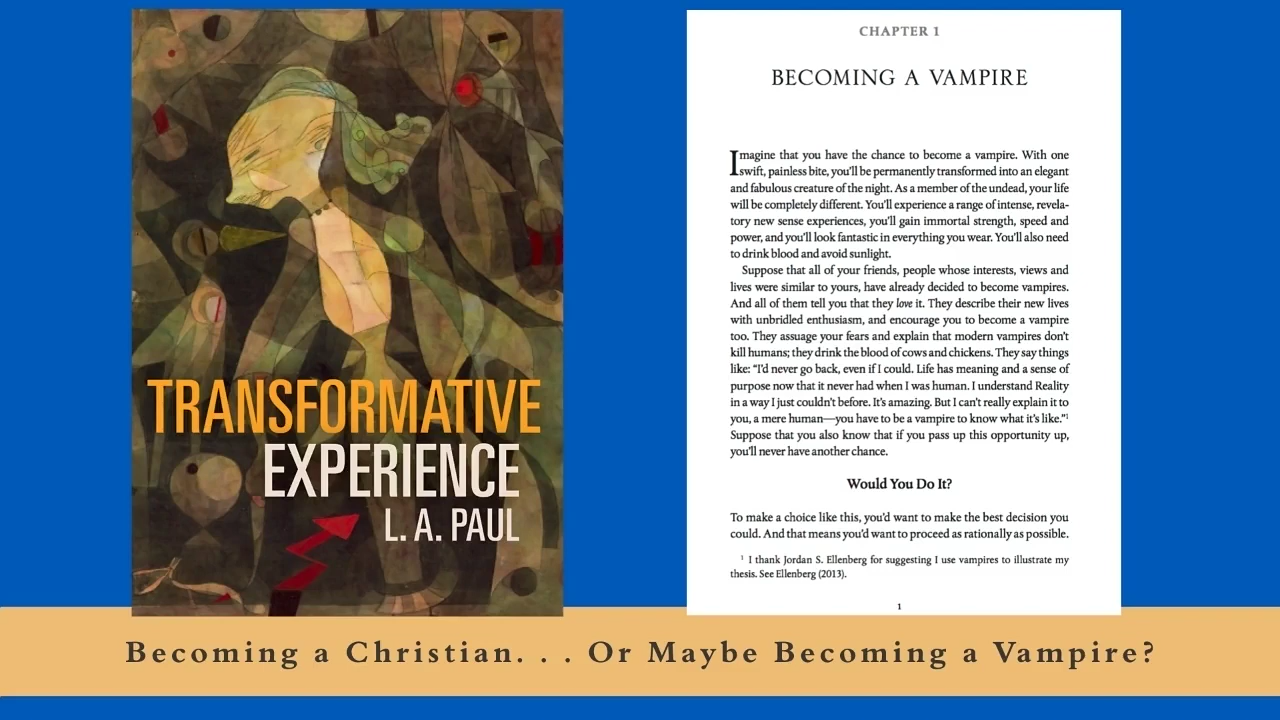 TRANSFORMATIVE
EXPERIENCE
L. A. PAUL
CHAPTER 1
BECOMING A VAMPIRE
Imagine that you have the chance to become a vampire. With one
swift, painless bite, you'll be permanently transformed into an elegant
and fabulous creature of the night. As a member of the undead, your life
will be completely different. You'll experience a range of intense, revela-
tory new sense experiences, you'll gain immortal strength, speed and
power, and you'll look fantastic in everything you wear. You'll also need
to drink blood and avoid sunlight.
Suppose that all of your friends, people whose interests, views and
lives were similar to yours, have already decided to become vampires.
And all of them tell you that they love it. They describe their new lives
with unbridled enthusiasm, and encourage you to become a vampire
too. They assuage your fears and explain that modern vampires don't
kill humans; they drink the blood of cows and chickens. They say things
like: “I'd never go back, even if I could. Life has meaning and a sense of
purpose now that it never had when I was human. I understand Reality
in a way I just couldn't before. It's amazing. But I can't really explain it to
you, a mere human—you have to be a vampire to know what it's like.”¹
Suppose that you also know that if you pass up this opportunity up,
you'll never have another chance.
Would You Do It?
To make a choice like this, you'd want to make the best decision you
could. And that means you'd want to proceed as rationally as possible.
¹ I thank Jordan S. Ellenberg for suggesting I use vampires to illustrate my
thesis. See Ellenberg (2013).
1
Becoming a Christian. . . Or Maybe Becoming a Vampire?